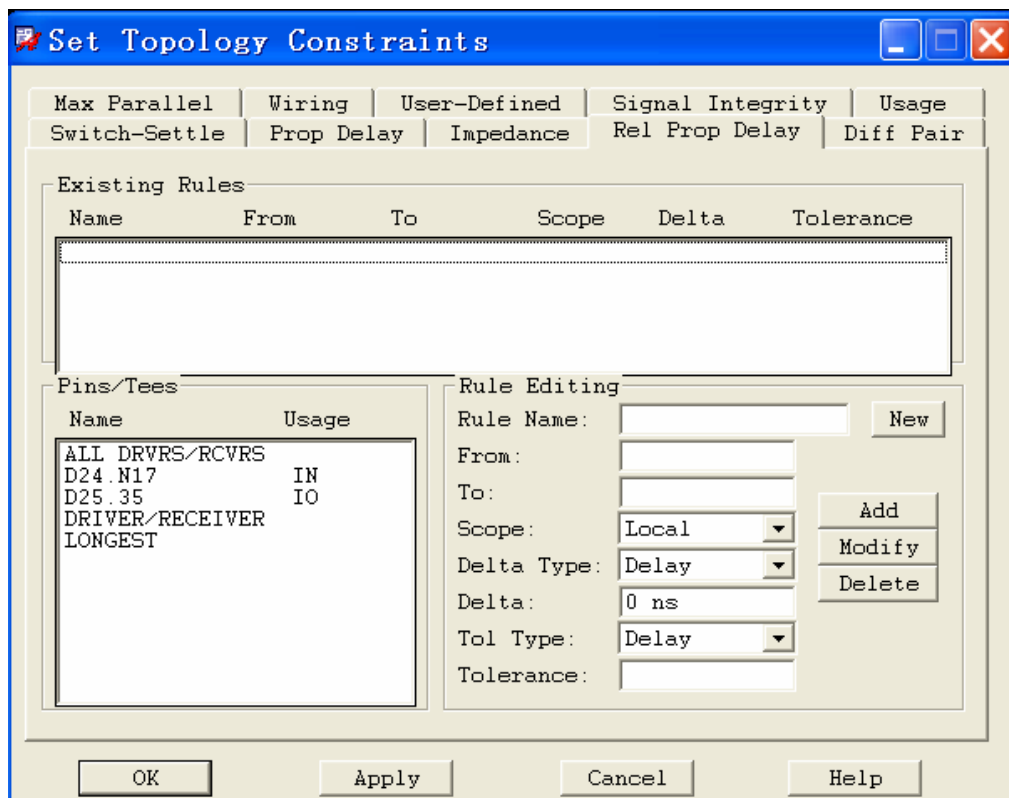 Set Topology Constraints
Max Parallel Wiring User-Defined Signal Integrity Usage
Switch-Settle Prop Delay Impedance Rel Prop Delay Diff Pair
Existing Rules
Name From To Scope Delta Tolerance
Pins/Tees
Name Usage
ALL DRVRS/RCVRS
D24.N17 IN
D25.35 IO
DRIVER/RECEIVER
LONGEST
Rule Editing
Rule Name: New
From:
To:
Scope: Local
Delta Type: Delay
Delta: 0 ns
Tol Type: Delay
Tolerance:
Add
Modify
Delete
OK Apply Cancel Help